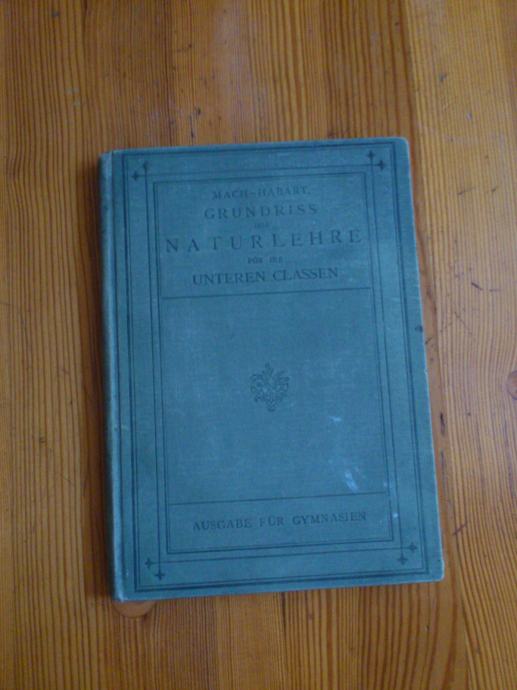 MACH–HABART,
GRUNDRISS
DER
NATURLEHRE
FÜR DIE
UNTEREN CLASSEN
AUSGABE FÜR GYMNASIEN